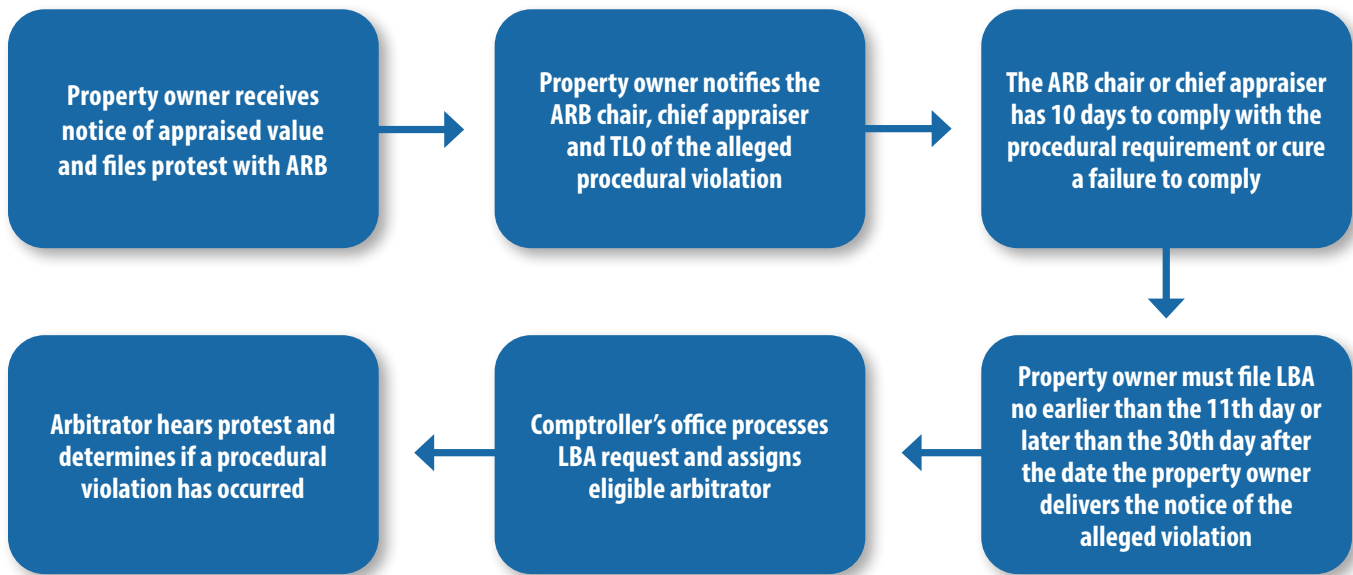 Property owner receives
notice of appraised value
and files protest with ARB
Property owner notifies the
ARB chair, chief appraiser
and TLO of the alleged
procedural violation
The ARB chair or chief appraiser
has 10 days to comply with the
procedural requirement or cure
a failure to comply
Property owner must file LBA
no earlier than the 11th day or
later than the 30th day after
the date the property owner
delivers the notice of the
alleged violation
Comptroller's office processes
LBA request and assigns
eligible arbitrator
Arbitrator hears protest and
determines if a procedural
violation has occurred